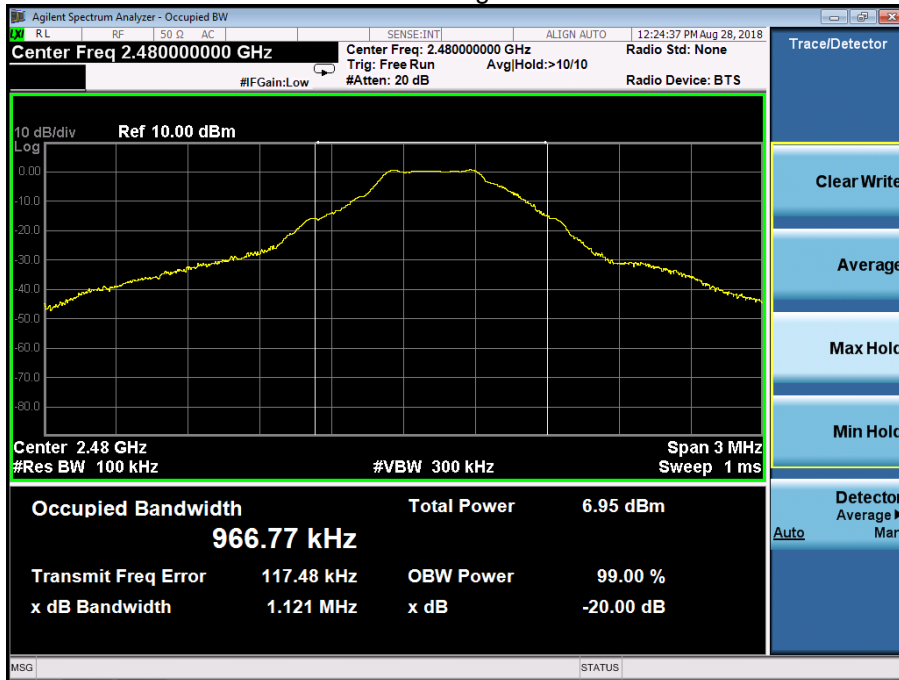 Agilent Spectrum Analyzer - Occupied BW
LXI RL RF 50 Ω AC SENSE:INT ALIGN AUTO 12:24:37 PM Aug 28, 2018
Center Freq 2.480000000 GHz
Center Freq: 2.480000000 GHz Radio Std: None
Trig: Free Run Avg|Hold:>10/10
#IFGain:Low #Atten: 20 dB Radio Device: BTS
Trace/Detector
10 dB/div Ref 10.00 dBm
Log
0.00
-10.0
-20.0
-30.0
-40.0
-50.0
-60.0
-70.0
-80.0
Center 2.48 GHz Span 3 MHz
#Res BW 100 kHz #VBW 300 kHz Sweep 1 ms
Occupied Bandwidth Total Power 6.95 dBm
966.77 kHz
Transmit Freq Error 117.48 kHz OBW Power 99.00 %
x dB Bandwidth 1.121 MHz x dB -20.00 dB
Clear Write
Average
Max Hold
Min Hold
Detector
Average
Auto Man
MSG STATUS